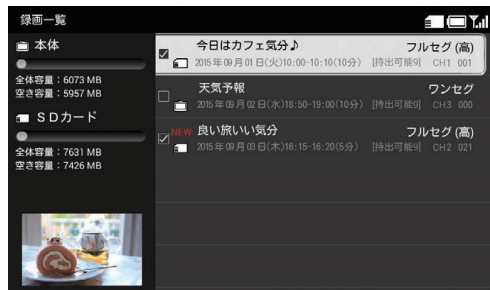 録画一覧
本体
全体容量：6073 MB
空き容量：5957 MB
SDカード
全体容量：7631 MB
空き容量：7426 MB
今日はカフェ気分♪ フルセグ(高)
2015年09月01日(火)10:00-10:10(10分) [持出可能9] CH1 001
天気予報 ワンセグ
2015年09月02日(水)18:50-19:00(10分) [持出可能9] CH3 000
NEW 良い旅いい気分 フルセグ(高)
2015年09月03日(木)16:15-16:20(5分) [持出可能9] CH2 021